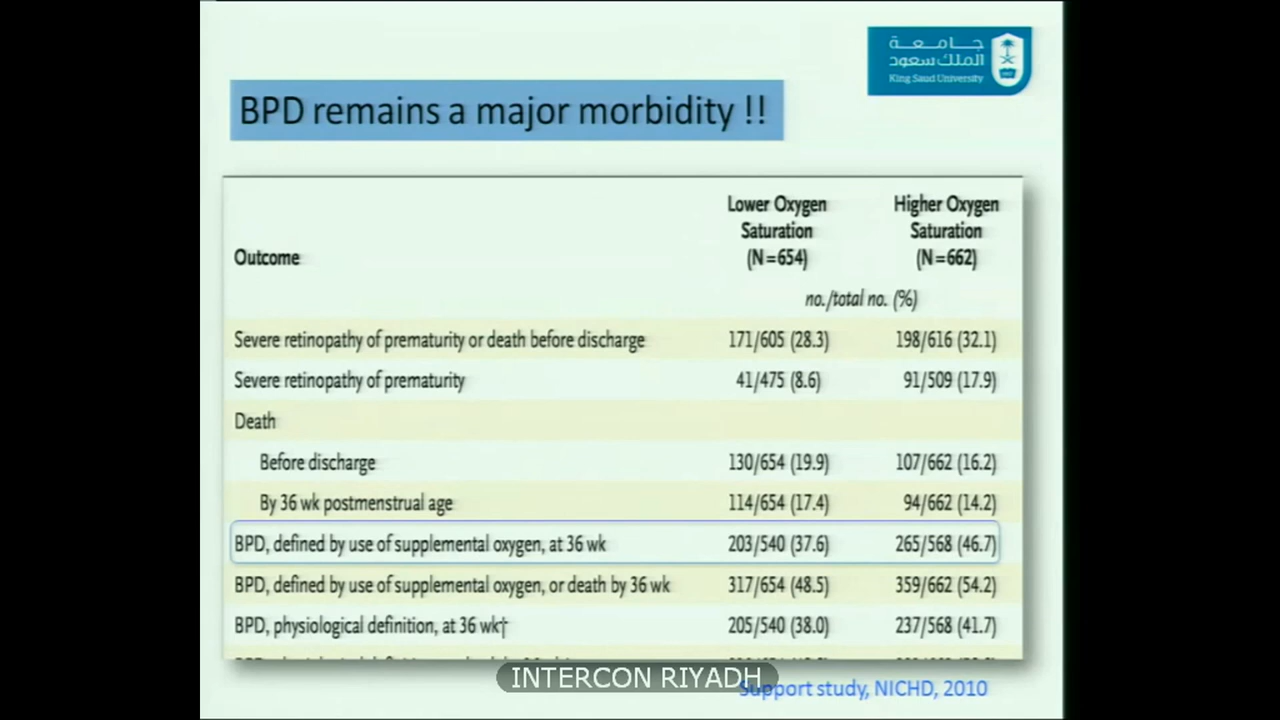 جامعة
الملك سعود
King Saud University
BPD remains a major morbidity !!
Outcome
Lower Oxygen
Saturation
(N=654)
Higher Oxygen
Saturation
(N=662)
no./total no. (%)
Severe retinopathy of prematurity or death before discharge 171/605 (28.3) 198/616 (32.1)
Severe retinopathy of prematurity 41/475 (8.6) 91/509 (17.9)
Death
Before discharge 130/654 (19.9) 107/662 (16.2)
By 36 wk postmenstrual age 114/654 (17.4) 94/662 (14.2)
BPD, defined by use of supplemental oxygen, at 36 wk 203/540 (37.6) 265/568 (46.7)
BPD, defined by use of supplemental oxygen, or death by 36 wk 317/654 (48.5) 359/662 (54.2)
BPD, physiological definition, at 36 wk† 205/540 (38.0) 237/568 (41.7)
INTERCON RIYADH
Support study, NICHD, 2010